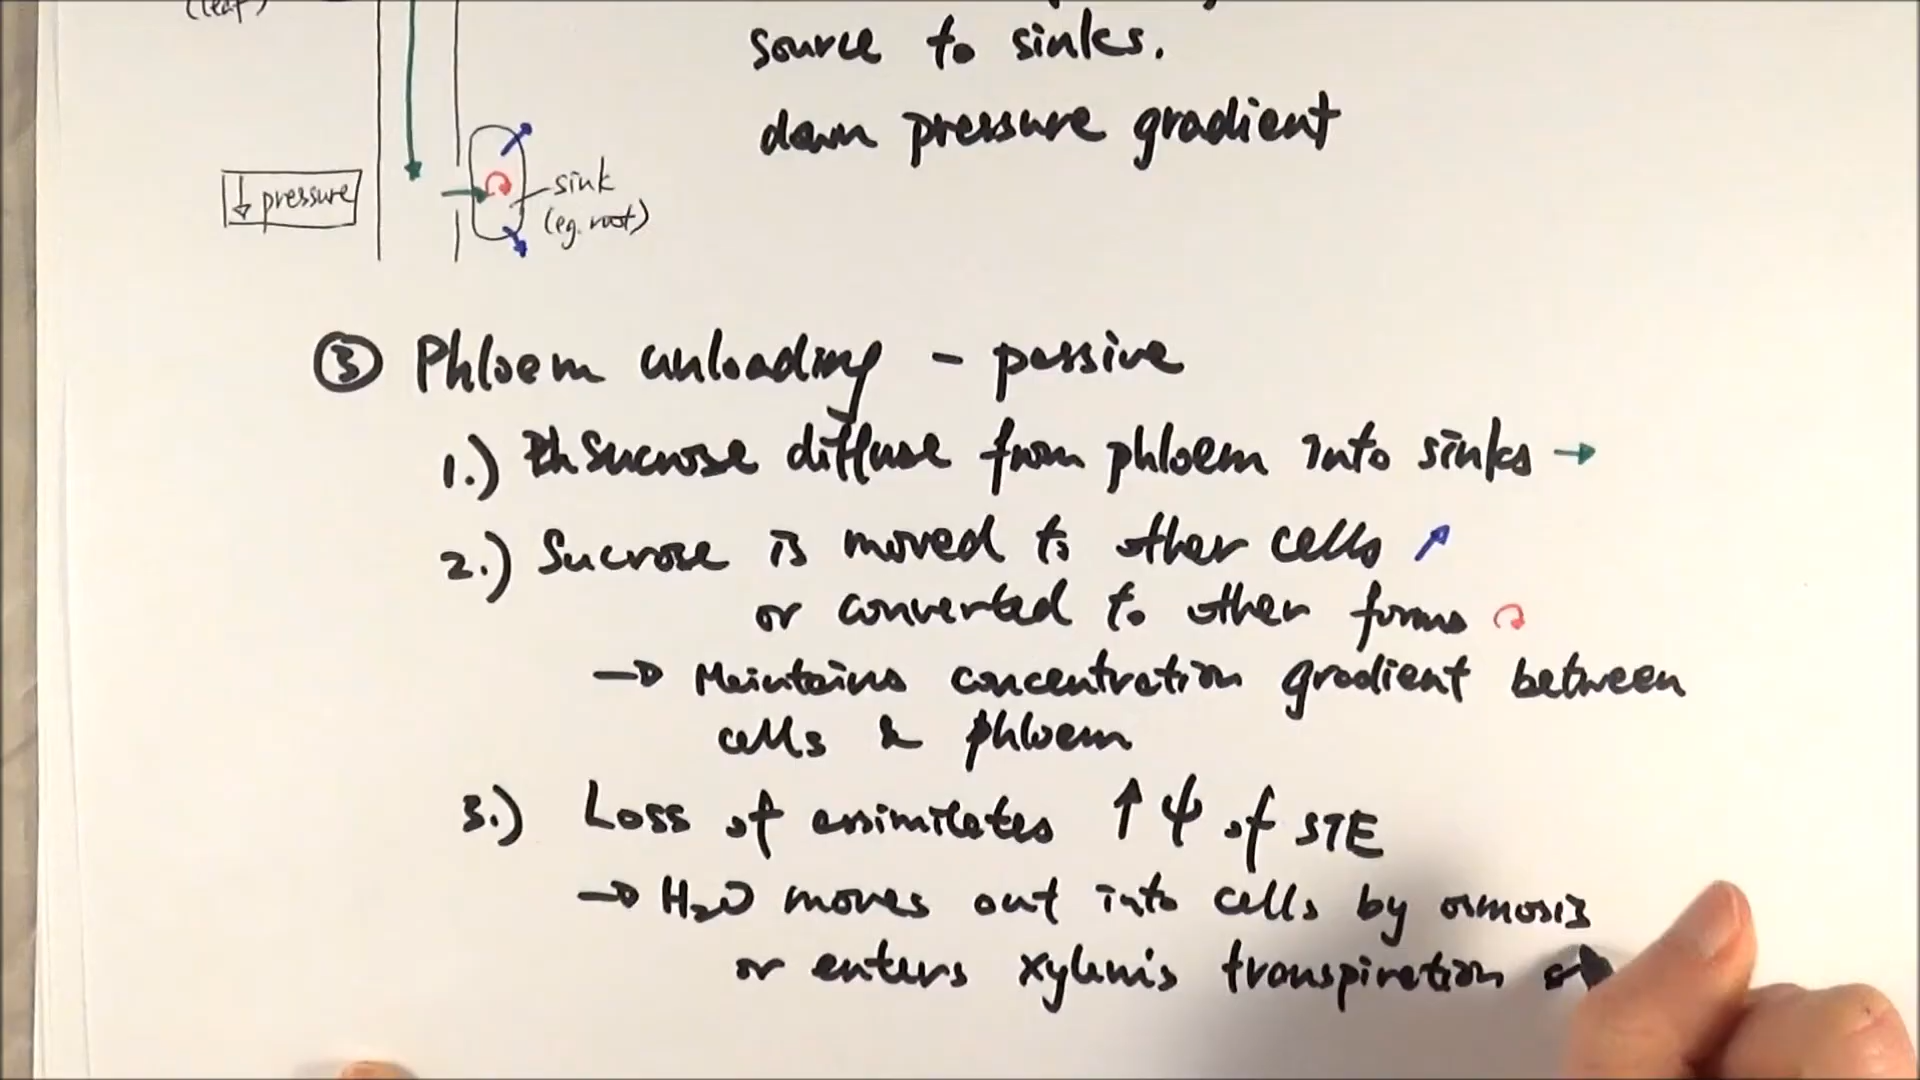 (leaf)
source to sinks.
down pressure gradient
↓ pressure
sink
(eg. root)
③ Phloem unloading - passive
1.) Sucrose diffuse from phloem into sinks →
2.) Sucrose is moved to other cells ↗
or converted to other forms
→ Maintains concentration gradient between
cells & phloem
3.) Loss of assimilates ↑ ψ of STE
→ H₂O moves out into cells by osmosis
or enters xylem's transpiration